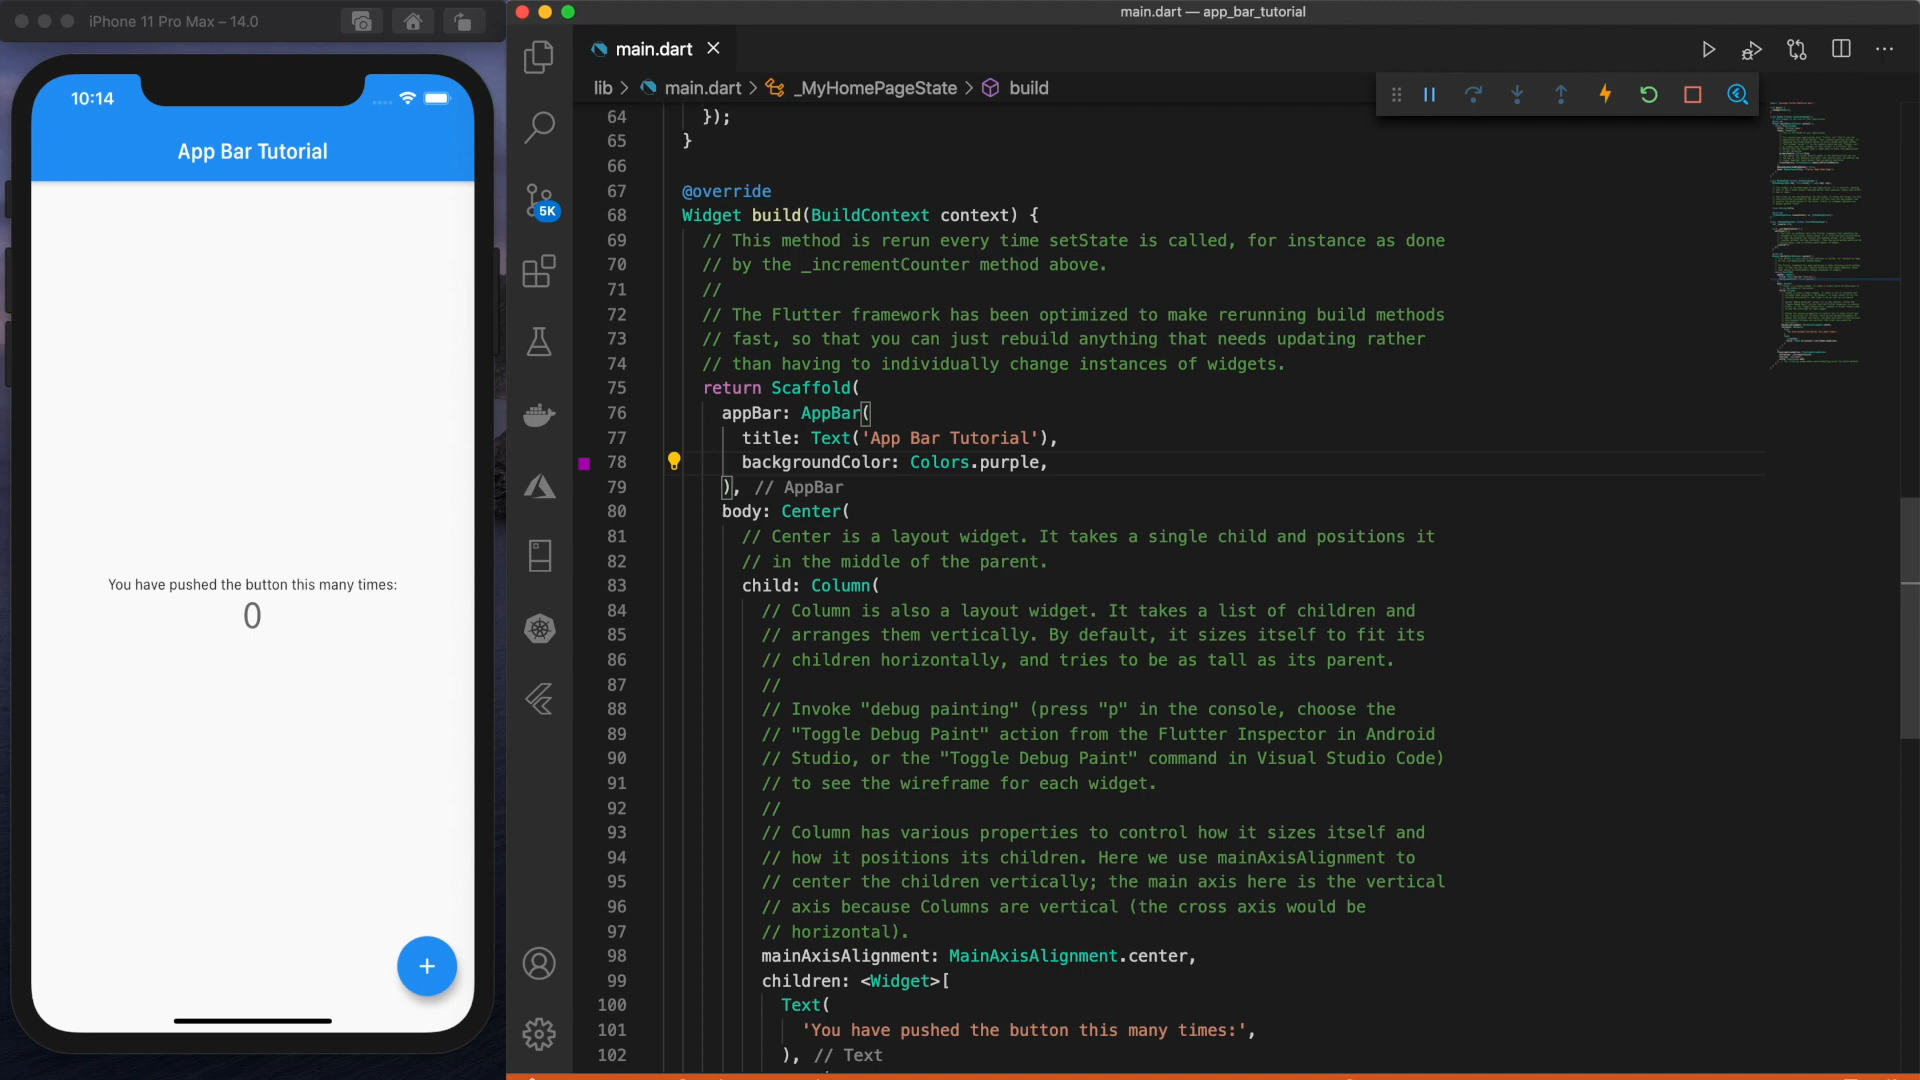 iPhone 11 Pro Max – 14.0
10:14
App Bar Tutorial
You have pushed the button this many times:
0
+
main.dart — app_bar_tutorial
5K
main.dart
lib > main.dart > _MyHomePageState > build
64 });
65 }
66
67 @override
68 Widget build(BuildContext context) {
69 // This method is rerun every time setState is called, for instance as done
70 // by the _incrementCounter method above.
71 //
72 // The Flutter framework has been optimized to make rerunning build methods
73 // fast, so that you can just rebuild anything that needs updating rather
74 // than having to individually change instances of widgets.
75 return Scaffold(
76 appBar: AppBar(
77 title: Text('App Bar Tutorial'),
78 backgroundColor: Colors.purple,
79 ), // AppBar
80 body: Center(
81 // Center is a layout widget. It takes a single child and positions it
82 // in the middle of the parent.
83 child: Column(
84 // Column is also a layout widget. It takes a list of children and
85 // arranges them vertically. By default, it sizes itself to fit its
86 // children horizontally, and tries to be as tall as its parent.
87 //
88 // Invoke "debug painting" (press "p" in the console, choose the
89 // "Toggle Debug Paint" action from the Flutter Inspector in Android
90 // Studio, or the "Toggle Debug Paint" command in Visual Studio Code)
91 // to see the wireframe for each widget.
92 //
93 // Column has various properties to control how it sizes itself and
94 // how it positions its children. Here we use mainAxisAlignment to
95 // center the children vertically; the main axis here is the vertical
96 // axis because Columns are vertical (the cross axis would be
97 // horizontal).
98 mainAxisAlignment: MainAxisAlignment.center,
99 children: <Widget>[
100 Text(
101 'You have pushed the button this many times:',
102 ), // Text